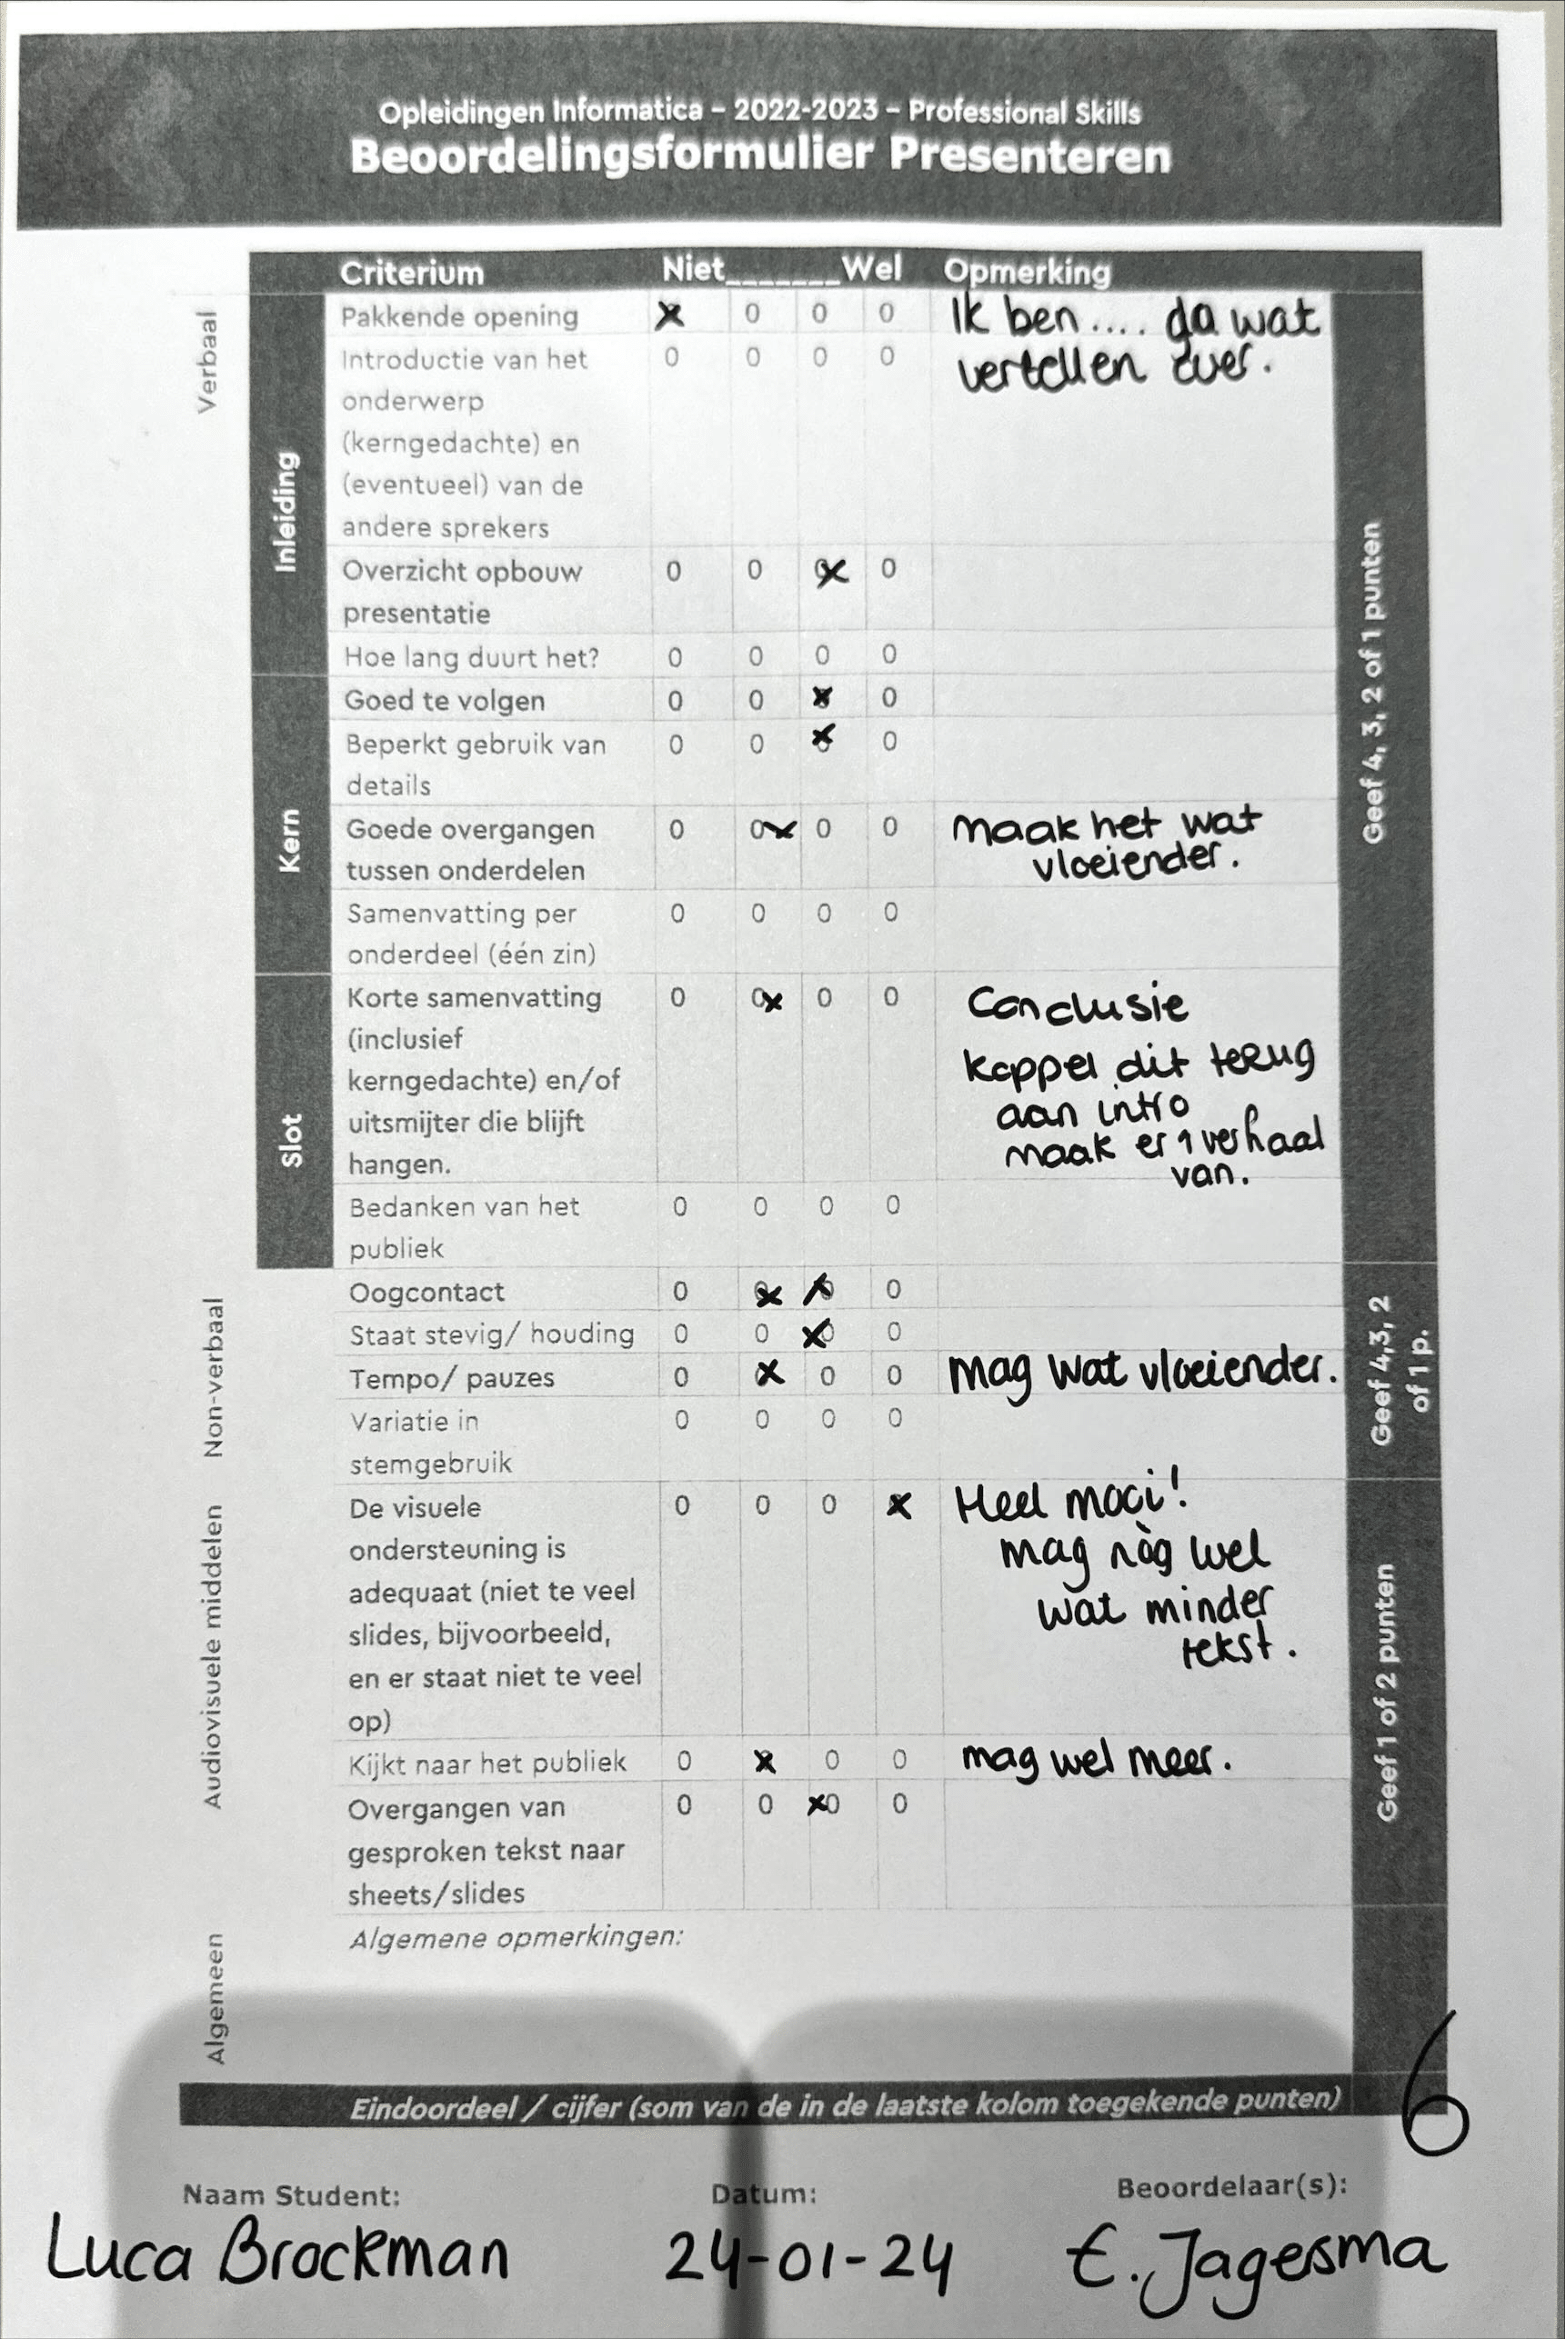 Opleidingen Informatica – 2022-2023 – Professional Skills
Beoordelingsformulier Presenteren
Criterium Niet_______Wel Opmerking
Verbaal
Inleiding
Pakkende opening 0 0 0 Ik ben .... ga wat
Introductie van het 0 0 0 0 vertellen over.
onderwerp
(kerngedachte) en
(eventueel) van de
andere sprekers
Overzicht opbouw 0 0 0
presentatie
Hoe lang duurt het? 0 0 0 0
Geef 4, 3, 2 of 1 punten
Kern
Goed te volgen 0 0 0
Beperkt gebruik van 0 0 0
details
Goede overgangen 0 0 0 0 maak het wat
tussen onderdelen vloeiender.
Samenvatting per 0 0 0 0
onderdeel (één zin)
Slot
Korte samenvatting 0 0 0 0 Conclusie
(inclusief
kerngedachte) en/of koppel dit terug
uitsmijter die blijft aan intro
hangen. maak er 1 verhaal
van.
Bedanken van het 0 0 0 0
publiek
Non-verbaal
Oogcontact 0 0
Staat stevig/ houding 0 0 0 0
Tempo/ pauzes 0 0 0 mag wat vloeiender.
Variatie in 0 0 0 0
stemgebruik
Geef 4,3, 2
of 1 p.
Audiovisuele middelen
De visuele 0 0 0 Heel mooi!
ondersteuning is mag nòg wel
adequaat (niet te veel wat minder
slides, bijvoorbeeld, tekst.
en er staat niet te veel
op)
Kijkt naar het publiek 0 0 0 mag wel meer.
Overgangen van 0 0 0 0
gesproken tekst naar
sheets/slides
Geef 1 of 2 punten
Algemeen
Algemene opmerkingen:
Eindoordeel / cijfer (som van de in de laatste kolom toegekende punten) 6
Naam Student: Datum: Beoordelaar(s):
Luca Brockman 24-01-24 E. Jagersma